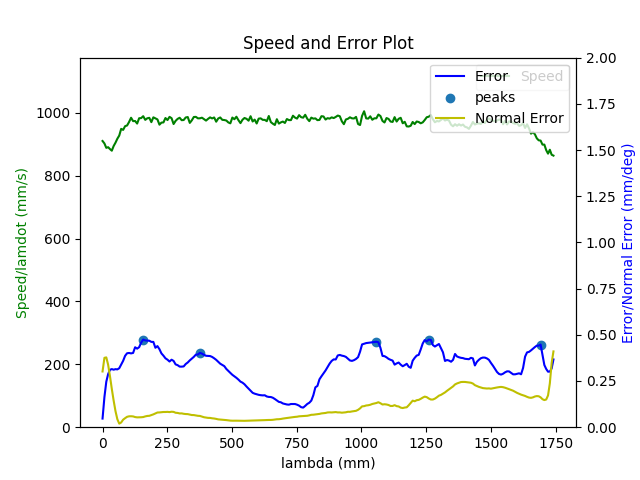 Speed and Error Plot
Error
Speed
peaks
Normal Error
Speed/lamdot (mm/s)
1000
800
600
400
200
0
2.00
1.75
1.50
1.25
1.00
0.75
0.50
0.25
0.00
Error/Normal Error (mm/deg)
0 250 500 750 1000 1250 1500 1750
lambda (mm)